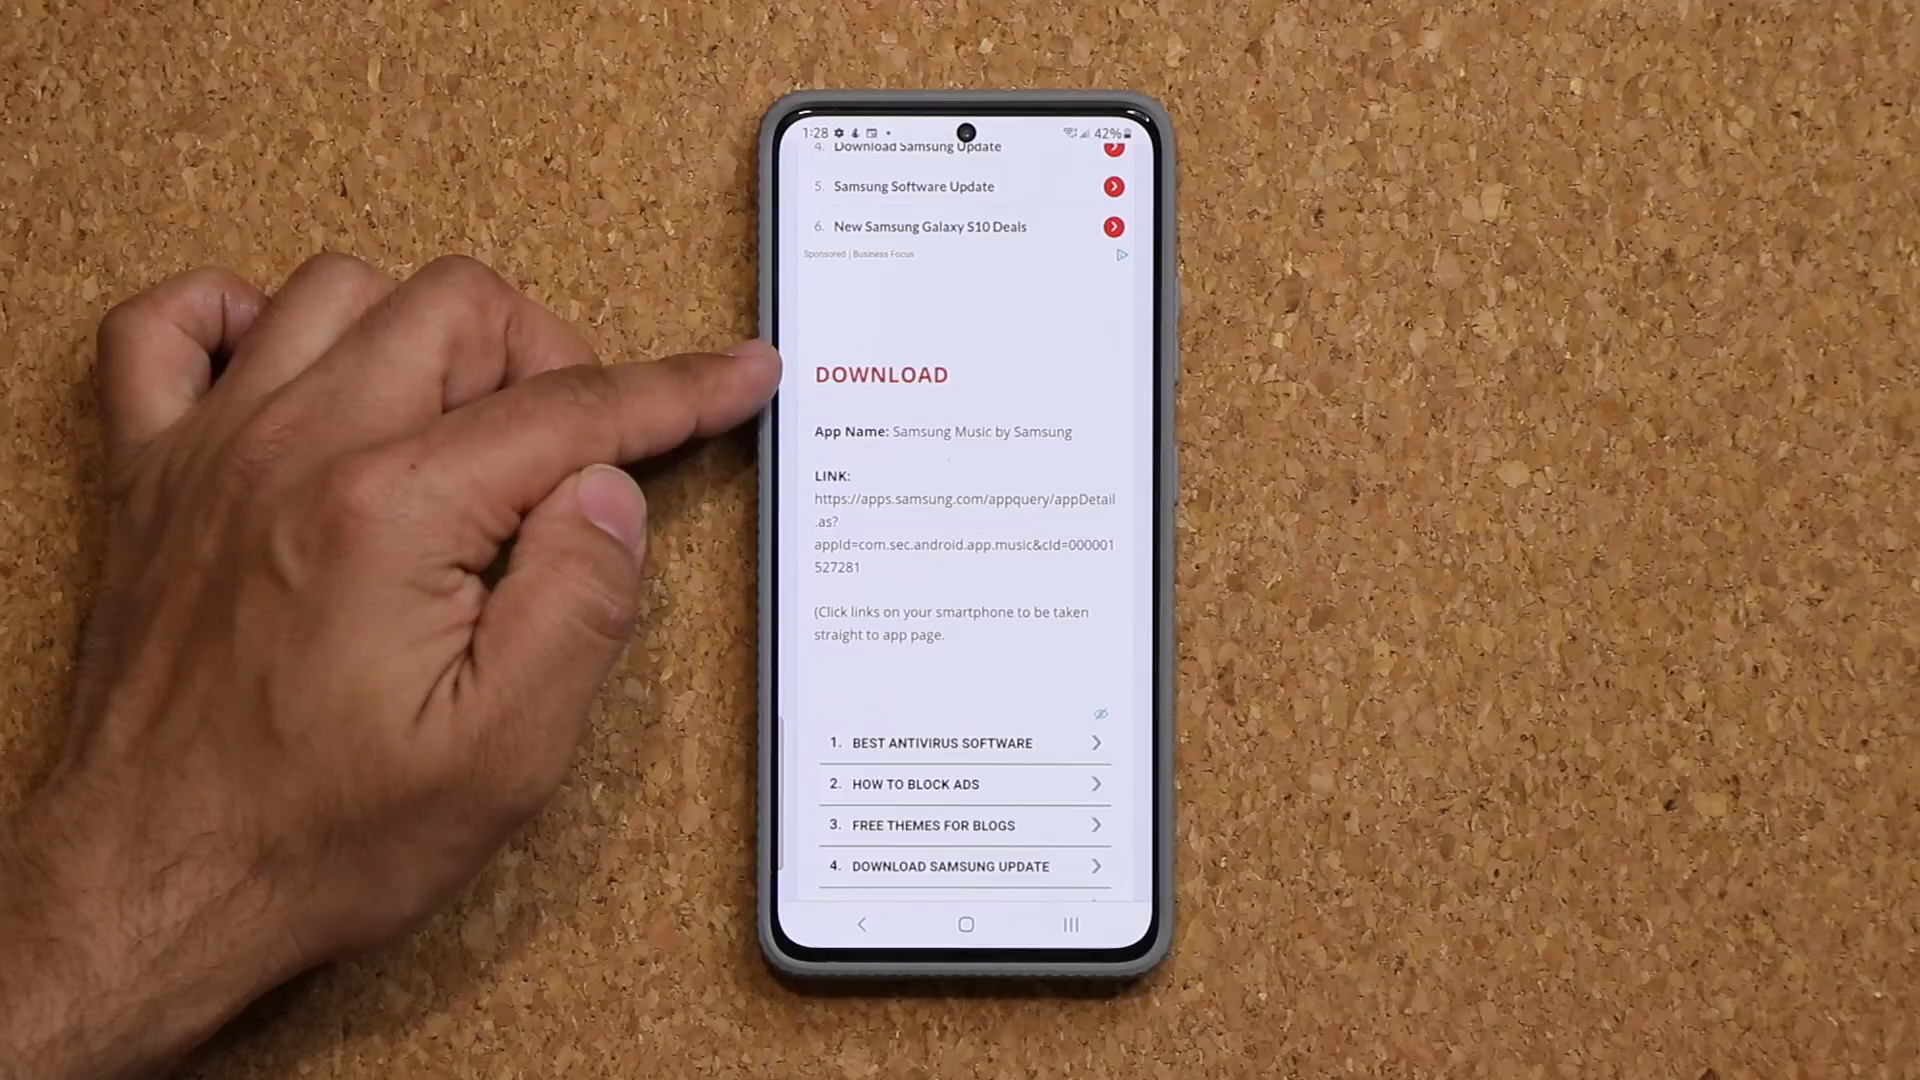 1:28 42%
4. Download Samsung Update
5. Samsung Software Update
6. New Samsung Galaxy S10 Deals
Sponsored | Business Focus
DOWNLOAD
App Name: Samsung Music by Samsung
LINK:
https://apps.samsung.com/appquery/appDetail
.as?
appId=com.sec.android.app.music&cId=000001
527281
(Click links on your smartphone to be taken
straight to app page.
1. BEST ANTIVIRUS SOFTWARE
2. HOW TO BLOCK ADS
3. FREE THEMES FOR BLOGS
4. DOWNLOAD SAMSUNG UPDATE